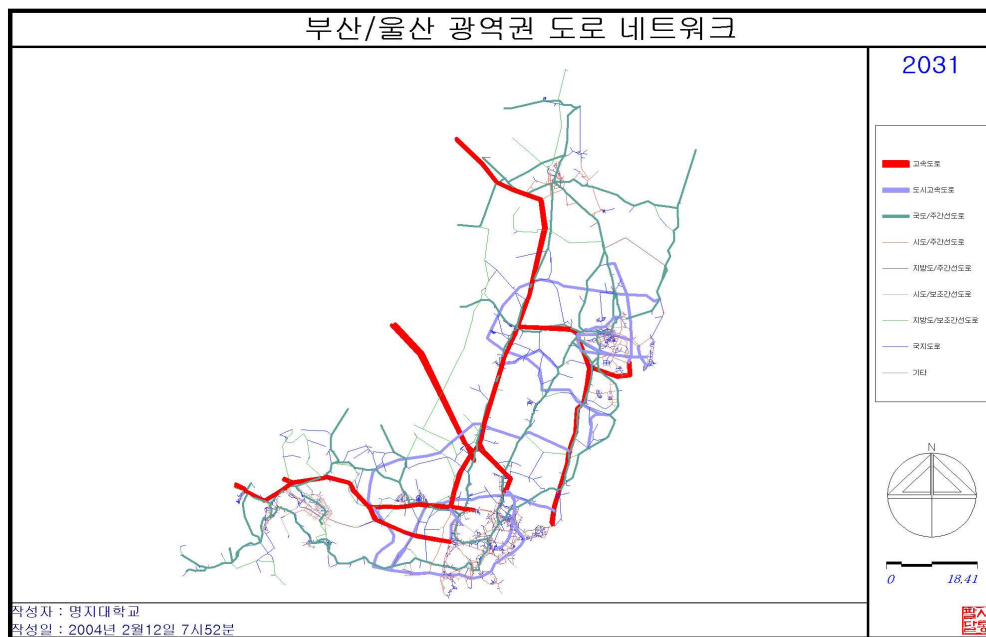 부산/울산 광역권 도로 네트워크
2031
고속도로
도시고속도로
국도/주간선도로
시도/주간선도로
지방도/주간선도로
시도/보조간선도로
지방도/보조간선도로
국지도로
기타
N
0 18.41
작성자 : 명지대학교
작성일 : 2004년 2월12일 7시52분